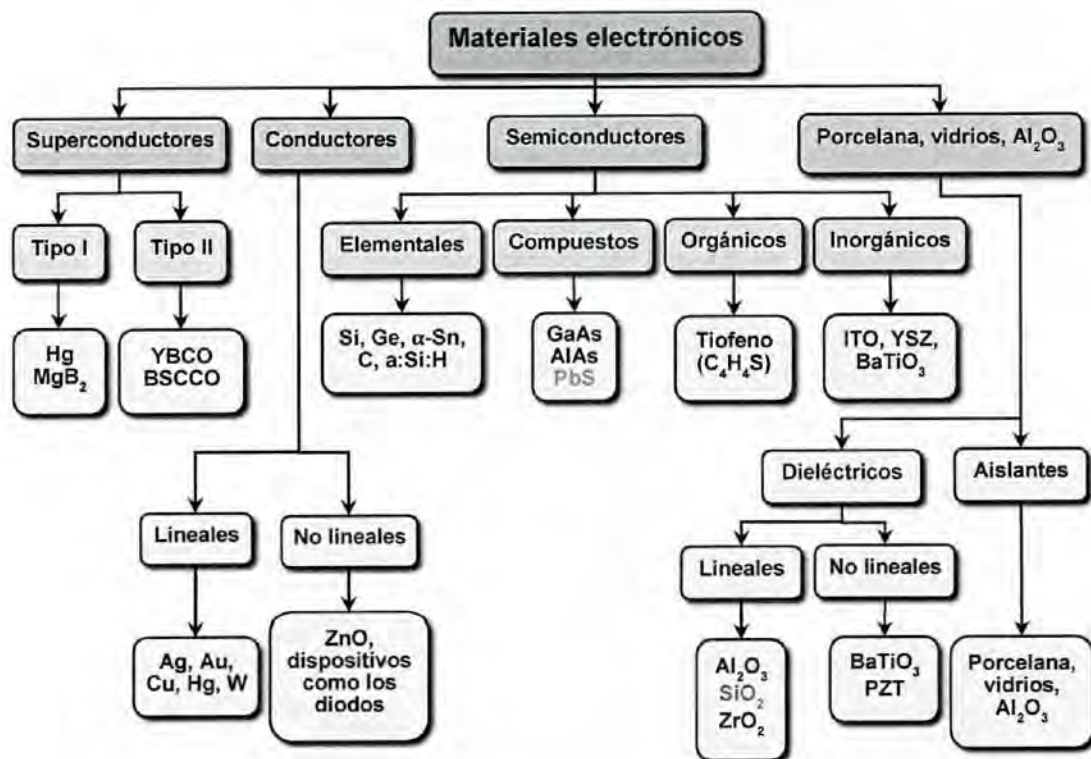 Materiales electrónicos
Superconductores
Conductores
Semiconductores
Porcelana, vidrios, Al₂O₃
Tipo I
Tipo II
Elementales
Compuestos
Orgánicos
Inorgánicos
Hg
MgB₂
YBCO
BSCCO
Si, Ge, α-Sn,
C, a:Si:H
GaAs
AlAs
PbS
Tiofeno
(C₄H₄S)
ITO, YSZ,
BaTiO₃
Dieléctricos
Aislantes
Lineales
No lineales
Lineales
No lineales
Ag, Au,
Cu, Hg, W
ZnO,
dispositivos
como los
diodos
Al₂O₃
SiO₂
ZrO₂
BaTiO₃
PZT
Porcelana,
vidrios,
Al₂O₃